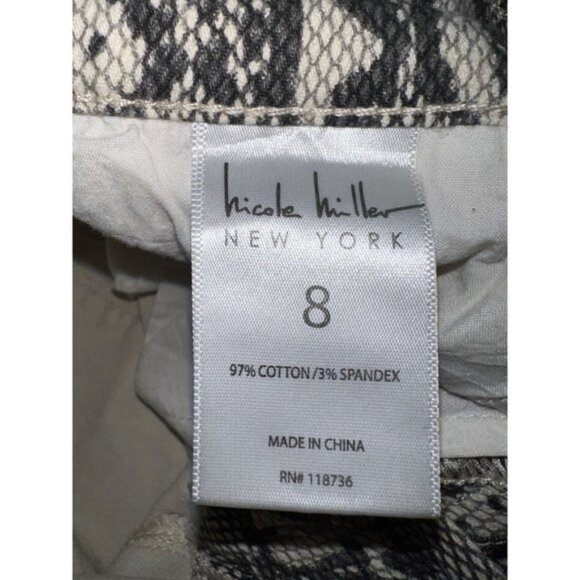 Nicole Miller
NEW YORK
8
97% COTTON/3% SPANDEX
MADE IN CHINA
RN# 118736